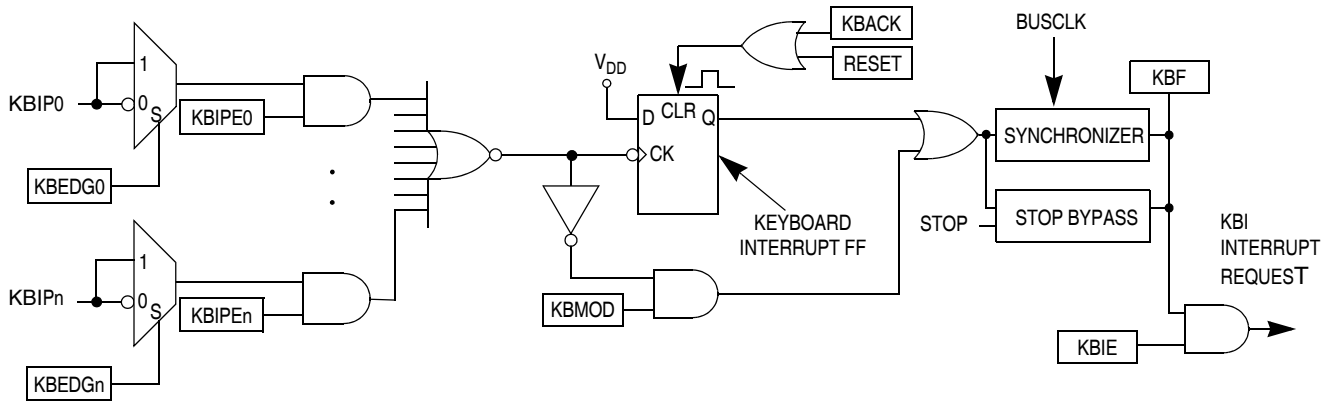 KBACK
RESET
BUSCLK
VDD
KBF
KBIP0
1
0
S
KBIPE0
D CLR Q
CK
SYNCHRONIZER
KBEDG0
KEYBOARD
INTERRUPT FF
STOP
STOP BYPASS
KBI
INTERRUPT
REQUEST
KBIPn
1
0
S
KBIPEn
KBMOD
KBIE
KBEDGn